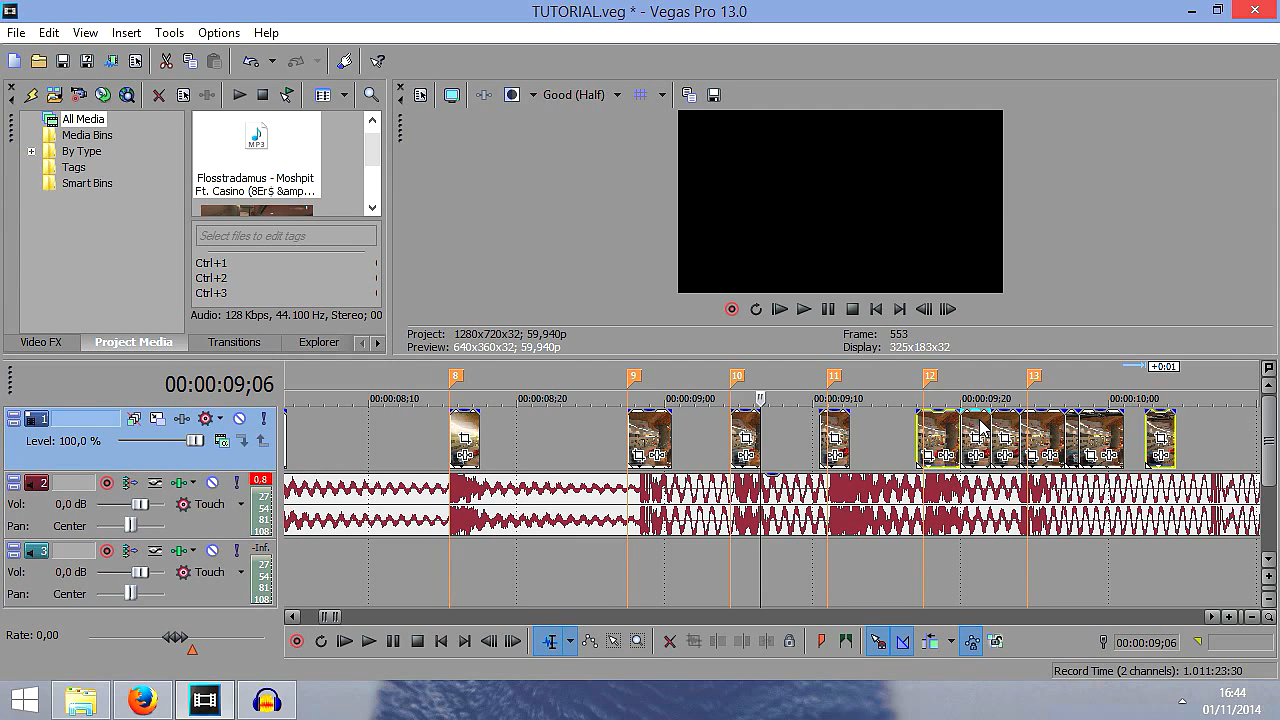 TUTORIAL.veg * - Vegas Pro 13.0
File Edit View Insert Tools Options Help
Good (Half)
All Media
Media Bins
By Type
Tags
Smart Bins
MP3
Flosstradamus - Moshpit
Ft. Casino (8Er$ &amp...
Select files to edit tags
Ctrl+1
Ctrl+2
Ctrl+3
Audio: 128 Kbps, 44.100 Hz, Stereo; 00
Video FX Project Media Transitions Explorer
Project: 1280x720x32; 59,940p
Preview: 640x360x32; 59,940p
Frame: 553
Display: 325x183x32
00:00:09;06
+0:01
8 9 10 11 12 13
00:00:08;10 00:00:08;20 00:00:09;00 00:00:09;10 00:00:09;20 00:00:10;00
1
Level: 100,0 %
2
0,8
Vol: 0,0 dB Touch
Pan: Center
27
54
81
108
3
-Inf.
Vol: 0,0 dB Touch
Pan: Center
27
54
81
108
Rate: 0,00
00:00:09;06
Record Time (2 channels): 1.011:23:30
16:44
01/11/2014